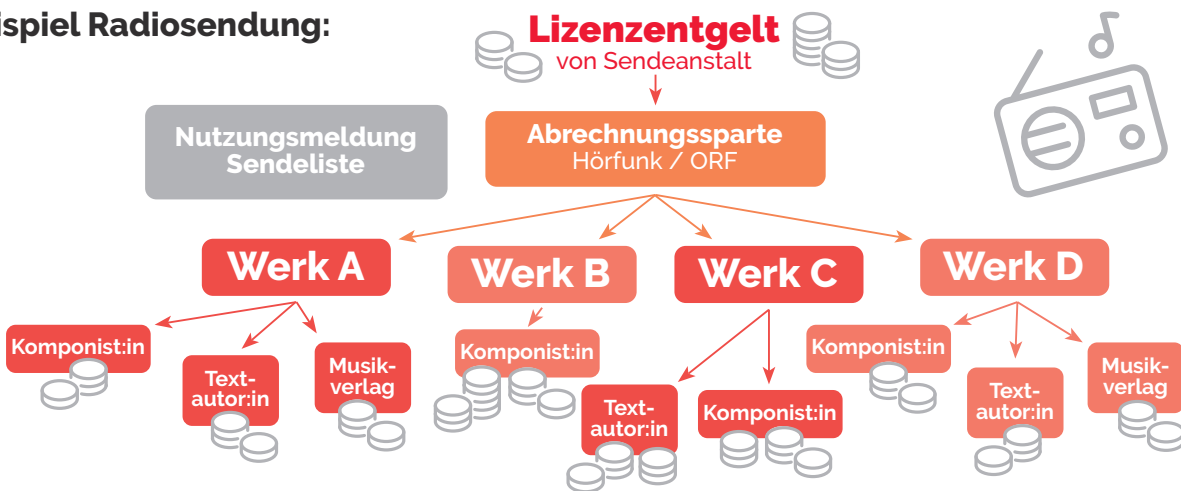 ispiel Radiosendung:
Lizenzentgelt
von Sendeanstalt
Nutzungsmeldung
Sendeliste
Abrechnungssparte
Hörfunk / ORF
Werk A
Werk B
Werk C
Werk D
Komponist:in
Text-
autor:in
Musik-
verlag
Komponist:in
Text-
autor:in
Komponist:in
Komponist:in
Text-
autor:in
Musik-
verlag